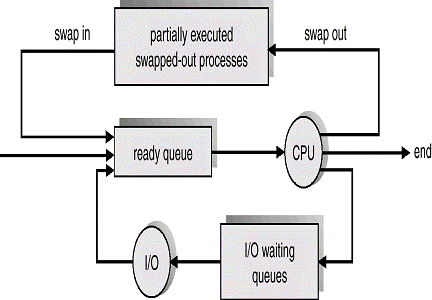 swap in
partially executed
swapped-out processes
swap out
ready queue
CPU
end
I/O
I/O waiting
queues